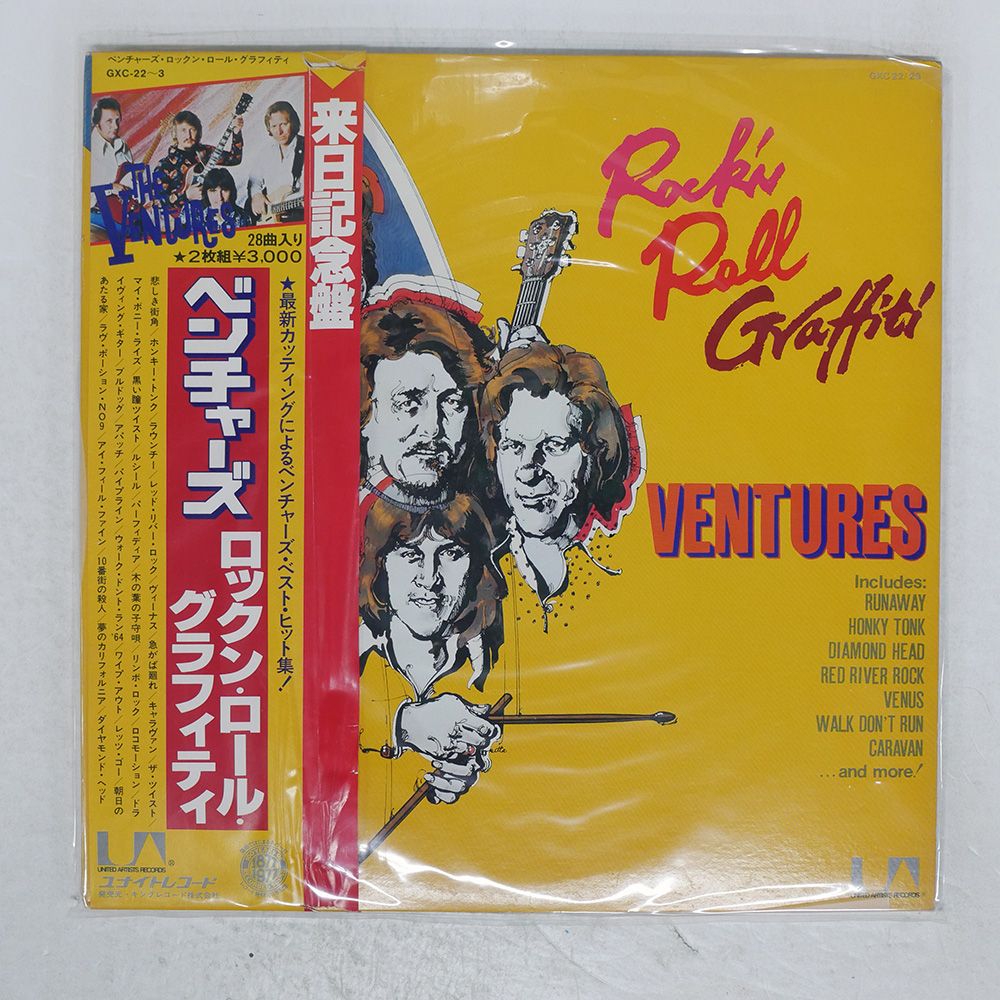 ベンチャーズ・ロックン・ロール・グラフィティ
GXC-22〜3
THE VENTURES
28曲入り
★2枚組¥3,000
来日記念盤
★最新カッティングによるベンチャーズ・ベスト・ヒット集!
ベンチャーズ
ロックン・ロール・
グラフィティ
悲しき街角/ホンキー・トンク/ラウンチー/レッド・リバー・ロック/ヴィーナス/急がば廻れ/キャラヴァン/ザ・ツイスト/
マイ・ボニー・ライズ/黒い瞳ツイスト/ルシール/パーフィディア/木の葉の子守唄/リンボ・ロック/ロコモーション/ドラ
イヴィング・ギター/ブルドッグ/アパッチ/パイプライン/ウォーク・ドント・ラン'64/ワイプ・アウト/レッツ・ゴー/朝日の
あたる家/ラヴ・ポーション・NO9/アイ・フィール・ファイン/10番街の殺人/夢のカリフォルニア/ダイヤモンド・ヘッド
UA®
UNITED ARTISTS RECORDS
ユナイトレコード
発売元・キングレコード株式会社
1877
1977
GXC 22/23
Rock'n
Roll
Graffiti
VENTURES
Includes:
RUNAWAY
HONKY TONK
DIAMOND HEAD
RED RIVER ROCK
VENUS
WALK DON'T RUN
CARAVAN
...and more!
UA
UNITED ARTISTS RECORDS